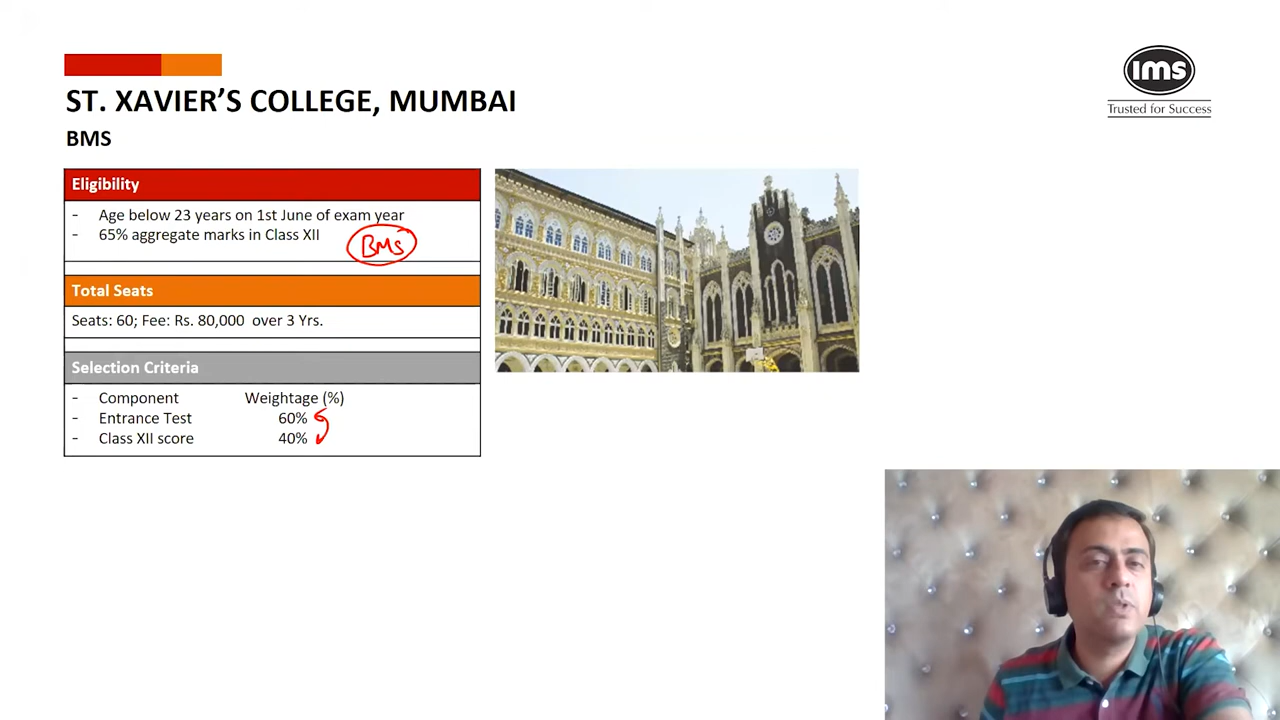 ims
Trusted for Success
ST. XAVIER'S COLLEGE, MUMBAI
BMS
Eligibility
- Age below 23 years on 1st June of exam year
- 65% aggregate marks in Class XII
BMS
Total Seats
Seats: 60; Fee: Rs. 80,000 over 3 Yrs.
Selection Criteria
- Component Weightage (%)
- Entrance Test 60%
- Class XII score 40%